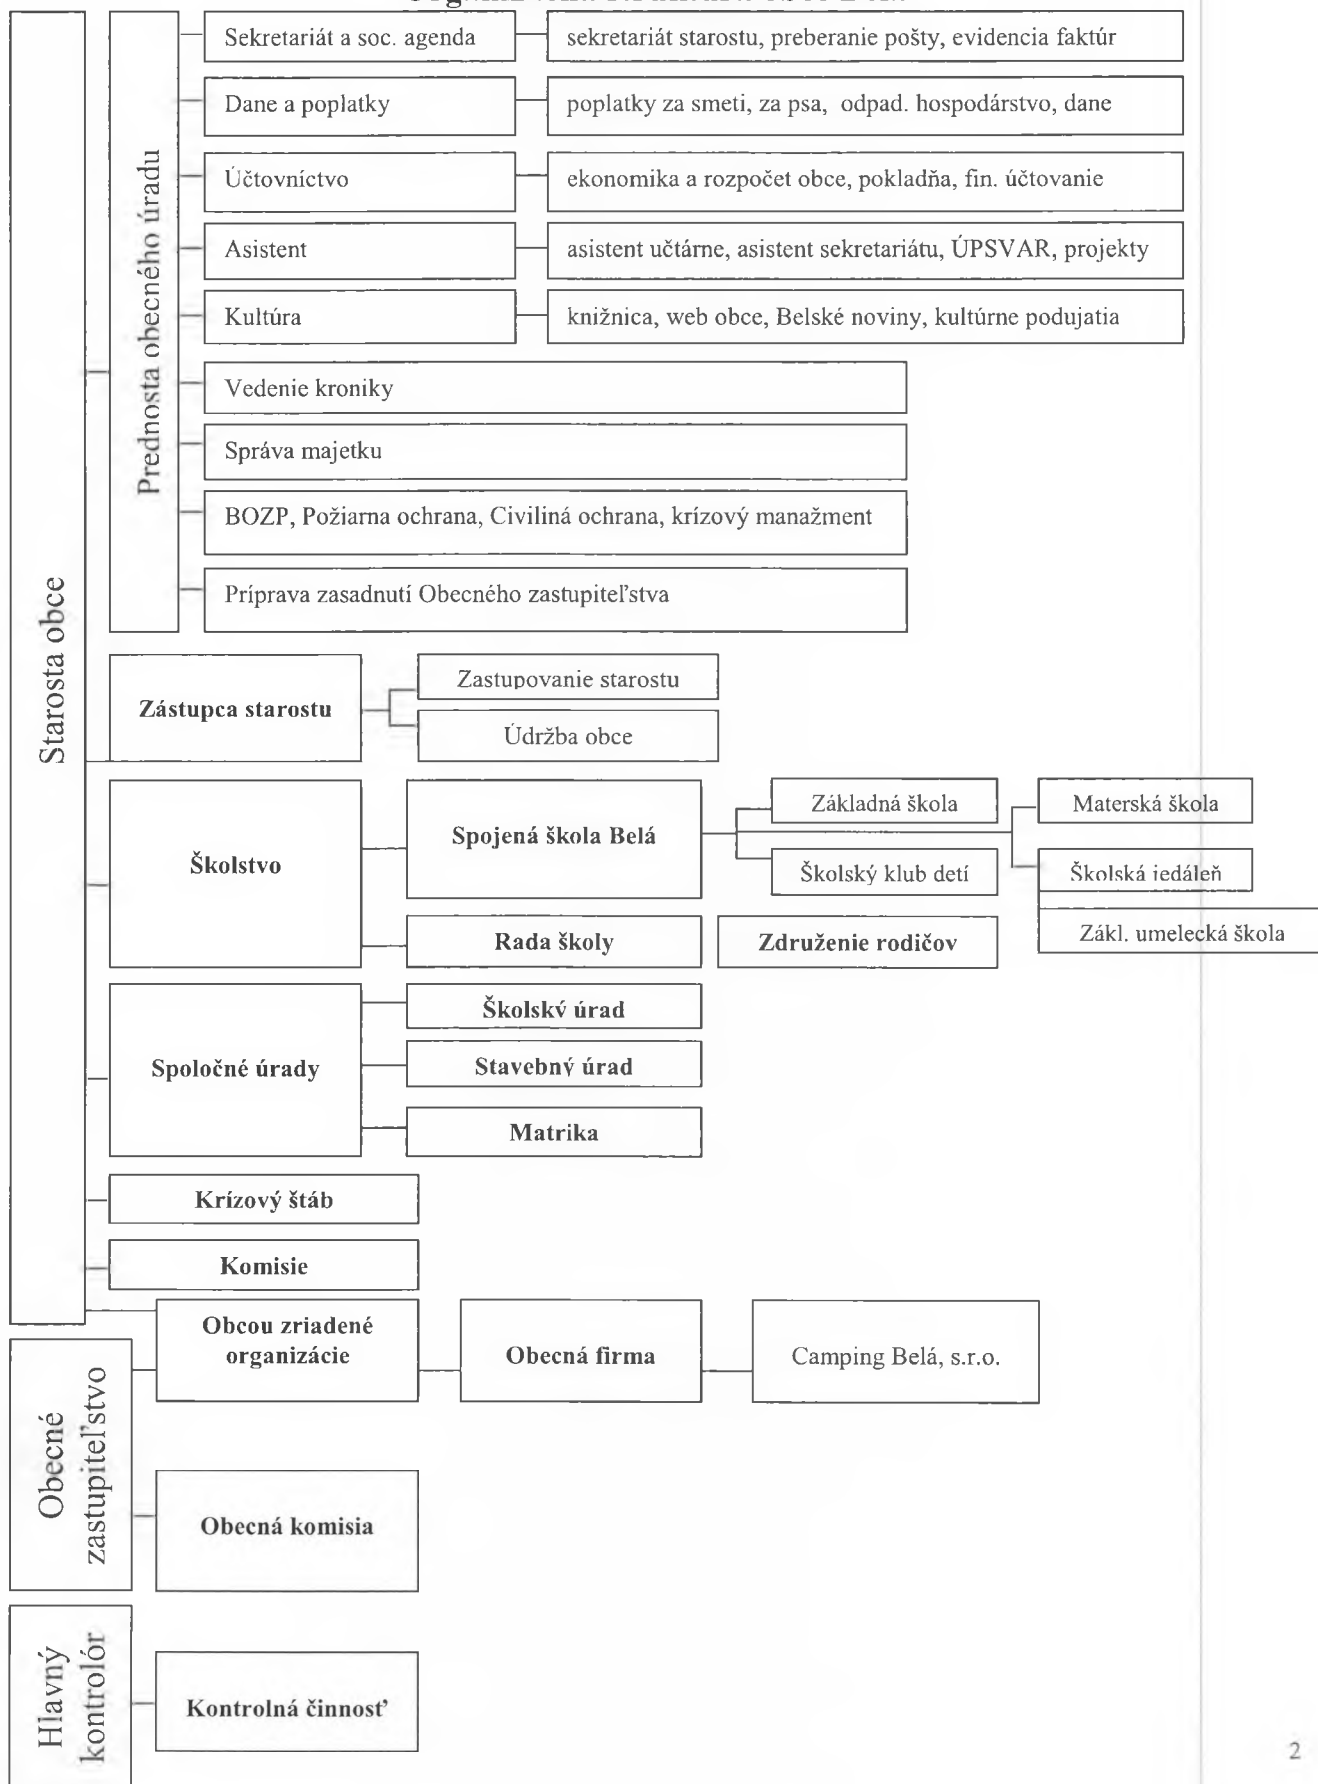 Sekretariát a soc. agenda
sekretariát starostu, preberanie pošty, evidencia faktúr
Dane a poplatky
poplatky za smeti, za psa, odpad. hospodárstvo, dane
Účtovníctvo
ekonomika a rozpočet obce, pokladňa, fin. účtovanie
Asistent
asistent učtárne, asistent sekretariátu, ÚPSVAR, projekty
Kultúra
knižnica, web obce, Belské noviny, kultúrne podujatia
Vedenie kroniky
Správa majetku
BOZP, Požiarna ochrana, Civiliná ochrana, krízový manažment
Príprava zasadnutí Obecného zastupiteľstva
Prednosta obecného úradu
Starosta obce
Zástupca starostu
Zastupovanie starostu
Údržba obce
Školstvo
Spojená škola Belá
Základná škola
Materská škola
Školský klub detí
Školská jedáleň
Zákl. umelecká škola
Rada školy
Združenie rodičov
Spoločné úrady
Školský úrad
Stavebný úrad
Matrika
Krízový štáb
Komisie
Obcou zriadené
organizácie
Obecná firma
Camping Belá, s.r.o.
Obecné
zastupiteľstvo
Obecná komisia
Hlavný
kontrolór
Kontrolná činnosť
2